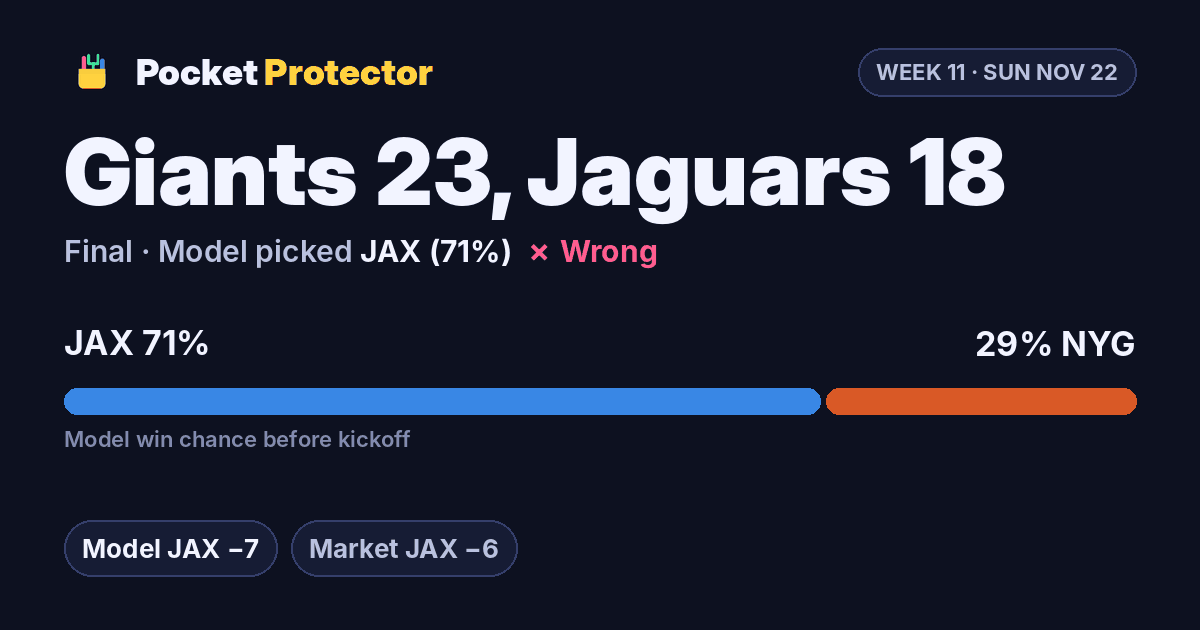 Pocket Protector
WEEK 11 · SUN NOV 22
Giants 23, Jaguars 18
Final · Model picked JAX (71%) × Wrong
JAX 71%
29% NYG
Model win chance before kickoff
Model JAX −7
Market JAX −6